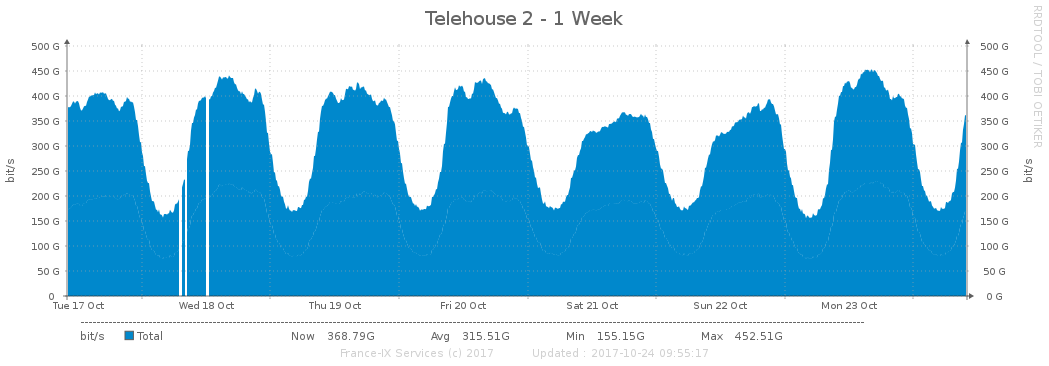 Telehouse 2 - 1 Week
RRDTOOL / TOBI OETIKER
500 G 500 G
450 G 450 G
400 G 400 G
350 G 350 G
300 G 300 G
250 G 250 G
200 G 200 G
150 G 150 G
100 G 100 G
50 G 50 G
0 0 G
bit/s bit/s
Tue 17 Oct Wed 18 Oct Thu 19 Oct Fri 20 Oct Sat 21 Oct Sun 22 Oct Mon 23 Oct
bit/s Total Now 368.79G Avg 315.51G Min 155.15G Max 452.51G
France-IX Services (c) 2017 Updated : 2017-10-24 09:55:17